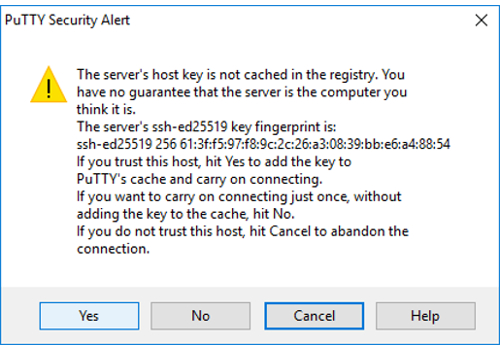 PuTTY Security Alert
The server's host key is not cached in the registry. You
have no guarantee that the server is the computer you
think it is.
The server's ssh-ed25519 key fingerprint is:
ssh-ed25519 256 61:3f:f5:97:f8:9c:2c:26:a3:08:39:bb:e6:a4:88:54
If you trust this host, hit Yes to add the key to
PuTTY's cache and carry on connecting.
If you want to carry on connecting just once, without
adding the key to the cache, hit No.
If you do not trust this host, hit Cancel to abandon the
connection.
Yes No Cancel Help